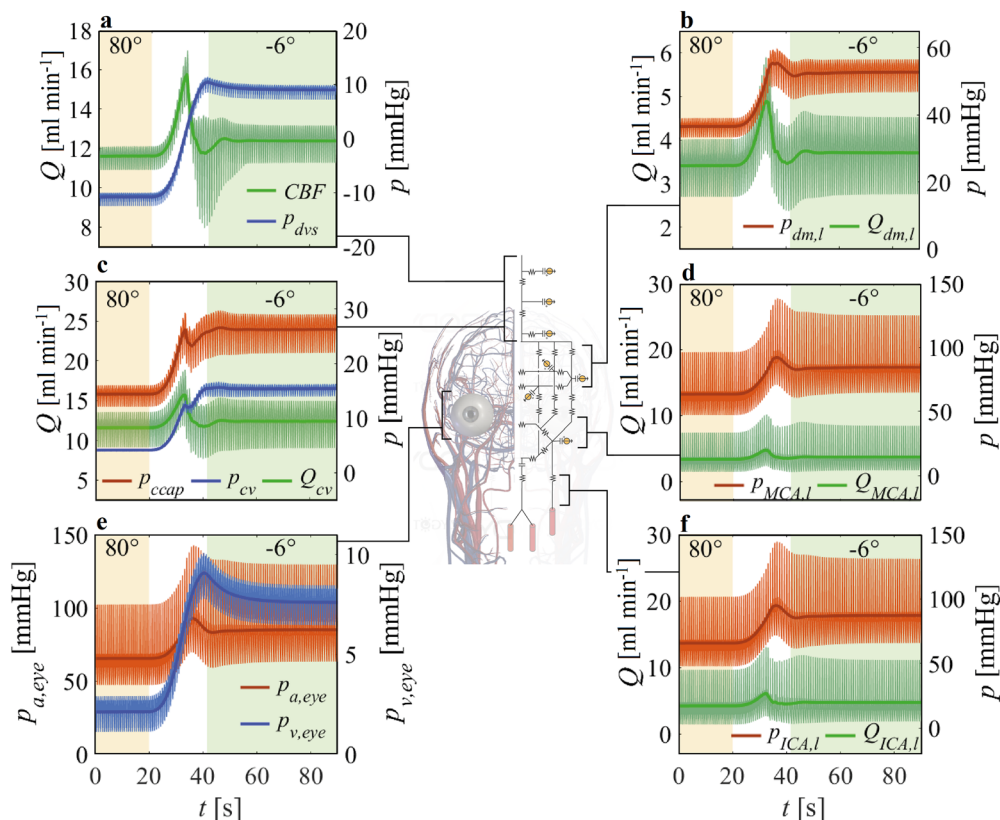 a
80°
-6°
Q [ml min⁻¹]
18
16
14
12
10
8
20
10
0
-10
-20
p [mmHg]
CBF
p_dvs
b
80°
-6°
Q [ml min⁻¹]
6
5
4
3
2
60
40
20
0
p [mmHg]
p_dm,l
Q_dm,l
c
80°
-6°
Q [ml min⁻¹]
30
25
20
15
10
5
30
20
10
0
p [mmHg]
p_ccap
p_cv
Q_cv
d
80°
-6°
Q [ml min⁻¹]
30
20
10
0
150
100
50
0
p [mmHg]
p_MCA,l
Q_MCA,l
e
80°
-6°
p_a,eye [mmHg]
150
100
50
0
10
5
0
p_v,eye [mmHg]
p_a,eye
p_v,eye
0 20 40 60 80
t [s]
f
80°
-6°
Q [ml min⁻¹]
30
20
10
0
150
100
50
0
p [mmHg]
p_ICA,l
Q_ICA,l
0 20 40 60 80
t [s]